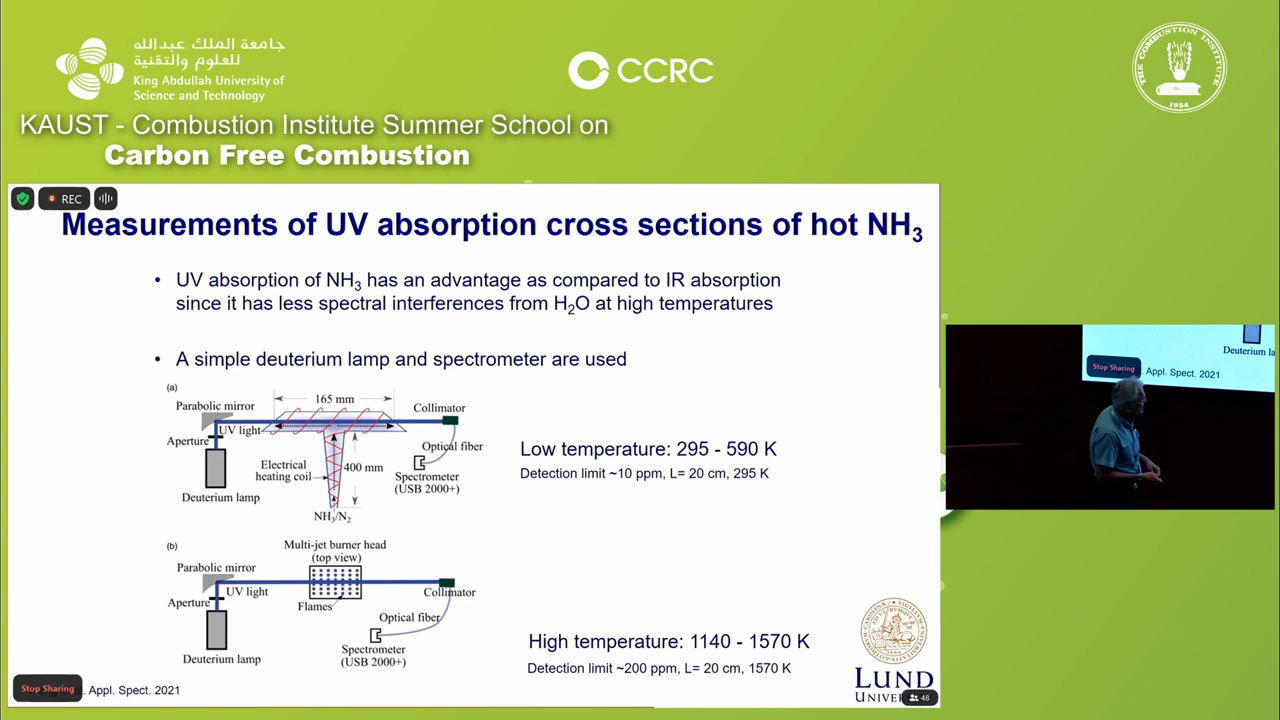 جامعة الملك عبدالله
للعلوم والتقنية
King Abdullah University of
Science and Technology
CCRC
THE COMBUSTION INSTITUTE
1954
KAUST - Combustion Institute Summer School on
Carbon Free Combustion
REC
Measurements of UV absorption cross sections of hot NH₃
• UV absorption of NH₃ has an advantage as compared to IR absorption
since it has less spectral interferences from H₂O at high temperatures
• A simple deuterium lamp and spectrometer are used
(a)
165 mm
Parabolic mirror
Collimator
UV light
Aperture
Optical fiber
Electrical
heating coil
400 mm
Spectrometer
(USB 2000+)
Deuterium lamp
NH₃/N₂
Low temperature: 295 - 590 K
Detection limit ~10 ppm, L= 20 cm, 295 K
(b)
Multi-jet burner head
(top view)
Parabolic mirror
UV light
Collimator
Aperture
Flames
Optical fiber
Spectrometer
(USB 2000+)
Deuterium lamp
High temperature: 1140 - 1570 K
Detection limit ~200 ppm, L= 20 cm, 1570 K
LUND
UNIVE
48
Stop Sharing
. Appl. Spect. 2021
Deuterium la
Stop Sharing
. Appl. Spect. 2021